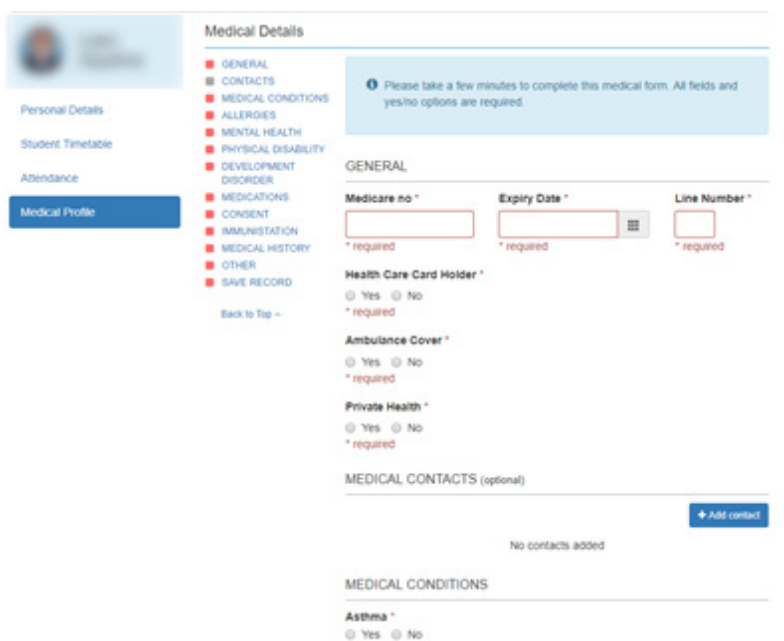 Medical Details
Personal Details
Student Timetable
Attendance
Medical Profile
GENERAL
CONTACTS
MEDICAL CONDITIONS
ALLERGIES
MENTAL HEALTH
PHYSICAL DISABILITY
DEVELOPMENT
DISORDER
MEDICATIONS
CONSENT
IMMUNISTATION
MEDICAL HISTORY
OTHER
SAVE RECORD
Back to Top ~
Please take a few minutes to complete this medical form. All fields and
yes/no options are required.
GENERAL
Medicare no * Expiry Date * Line Number *
* required * required * required
Health Care Card Holder *
Yes No
* required
Ambulance Cover *
Yes No
* required
Private Health *
Yes No
* required
MEDICAL CONTACTS (optional)
+ Add contact
No contacts added
MEDICAL CONDITIONS
Asthma *
Yes No